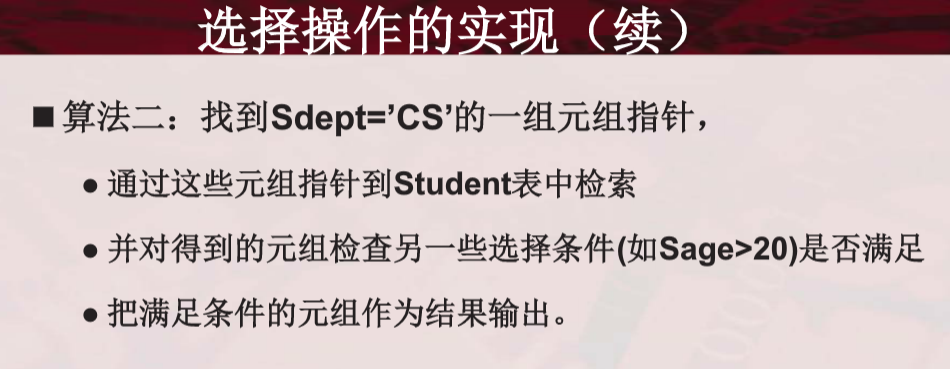 选择操作的实现（续）
■算法二：找到Sdept=’CS’的一组元组指针，
●通过这些元组指针到Student表中检索
●并对得到的元组检查另一些选择条件(如Sage>20)是否满足
●把满足条件的元组作为结果输出。